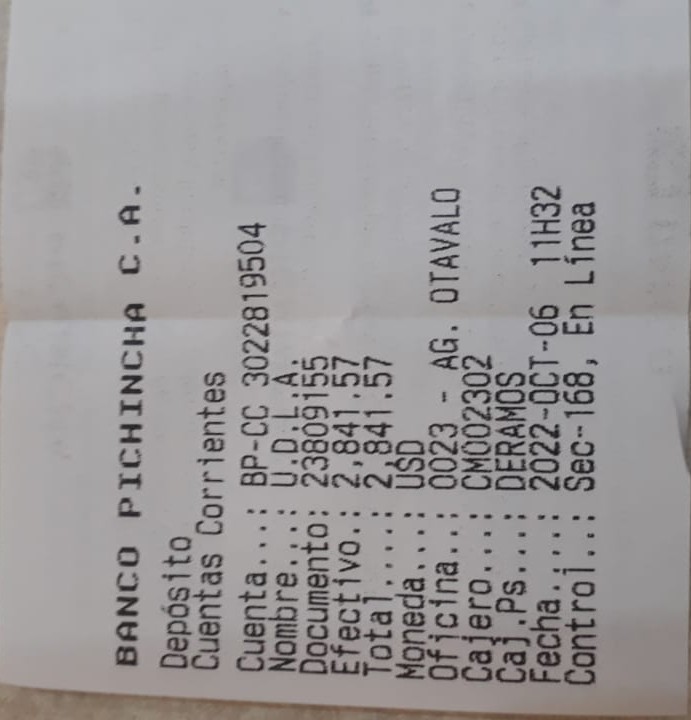 BANCO PICHINCHA C.A.
Depósito
Cuentas Corrientes
Cuenta...: BP-CC 3022819504
Nombre...: U.D.L.A.
Documento: 23809155
Efectivo.: 2,841.57
Total....: 2,841.57
Moneda...: USD
Oficina..: 0023 - AG. OTAVALO
Cajero...: CM002302
Caj.Ps...: DERAMOS
Fecha....: 2022-OCT-06 11H32
Control..: Sec-168, En Línea